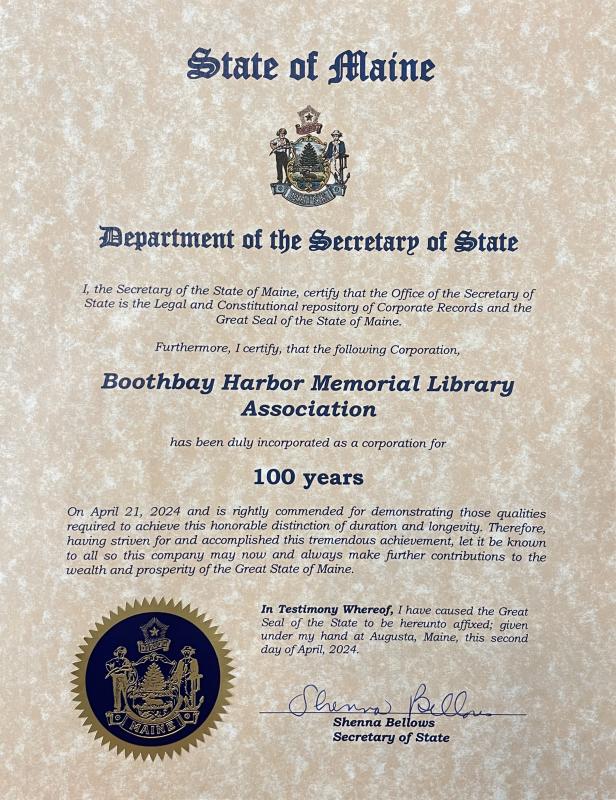 State of Maine
Department of the Secretary of State
I, the Secretary of the State of Maine, certify that the Office of the Secretary of
State is the Legal and Constitutional repository of Corporate Records and the
Great Seal of the State of Maine.
Furthermore, I certify, that the following Corporation,
Boothbay Harbor Memorial Library
Association
has been duly incorporated as a corporation for
100 years
On April 21, 2024 and is rightly commended for demonstrating those qualities
required to achieve this honorable distinction of duration and longevity. Therefore,
having striven for and accomplished this tremendous achievement, let it be known
to all so this company may now and always make further contributions to the
wealth and prosperity of the Great State of Maine.
In Testimony Whereof, I have caused the Great
Seal of the State to be hereunto affixed; given
under my hand at Augusta, Maine, this second
day of April, 2024.
MAINE
Shenna Bellows
Shenna Bellows
Secretary of State